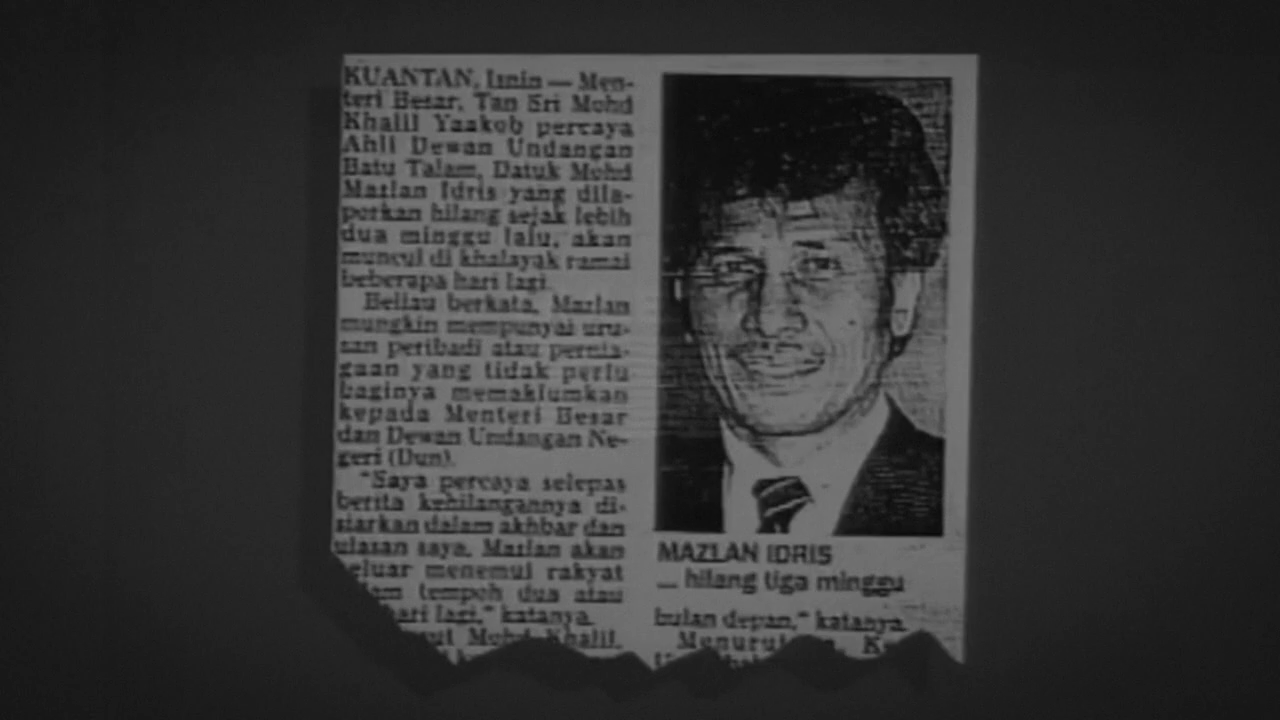 KUANTAN, Isnin — Men-
teri Besar, Tan Sri Mohd
Khalil Yaakob percaya
Ahli Dewan Undangan
Batu Talam, Datuk Mohd
Mazlan Idris yang dila-
porkan hilang sejak lebih
dua minggu lalu, akan
muncul di khalayak ramai
beberapa hari lagi.
Beliau berkata, Mazlan
mungkin mempunyai uru-
san peribadi atau pernia-
gaan yang tidak perlu
baginya memaklumkan
kepada Menteri Besar
dan Dewan Undangan Ne-
geri (Dun).
"Saya percaya selepas
berita kehilangannya di-
siarkan dalam akhbar dan
ulasan saya, Mazlan akan
keluar menemui rakyat
dalam tempoh dua atau
hari lagi," katanya.
Mohd Khalil,
MAZLAN IDRIS
— hilang tiga minggu
bulan depan," katanya.